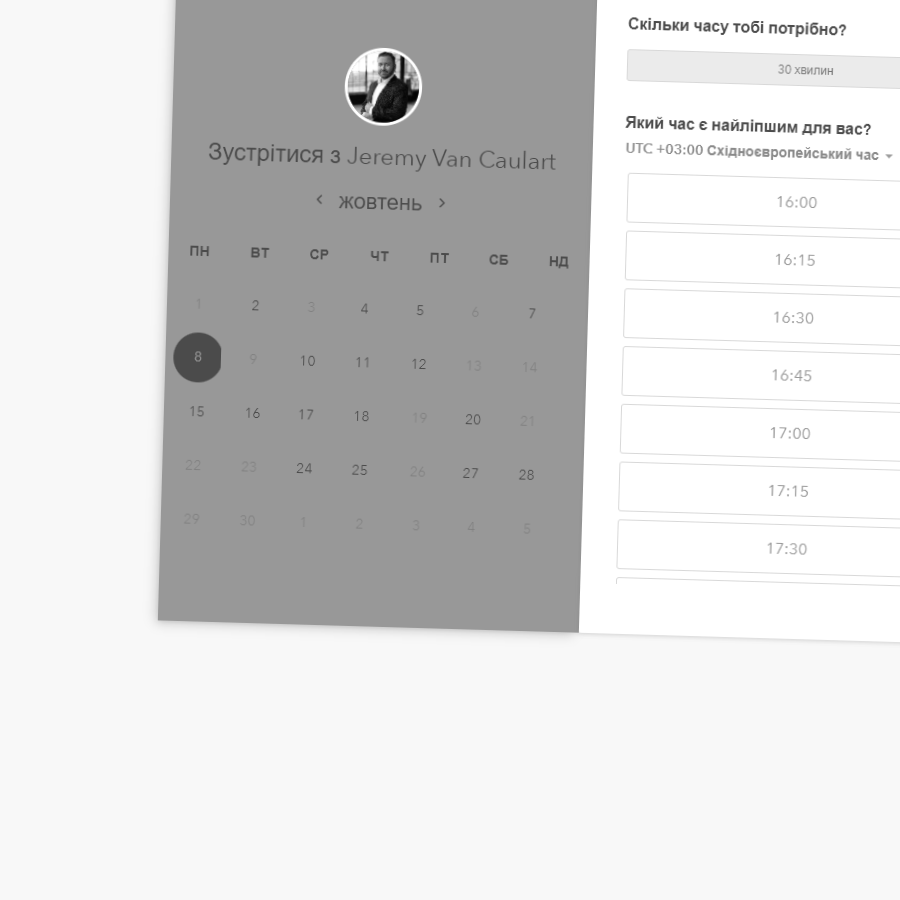 Зустрітися з Jeremy Van Caulart
‹ жовтень ›
ПН ВТ СР ЧТ ПТ СБ НД
1 2 3 4 5 6 7
8 9 10 11 12 13 14
15 16 17 18 19 20 21
22 23 24 25 26 27 28
29 30 1 2 3 4 5
Скільки часу тобі потрібно?
30 хвилин
Який час є найліпшим для вас?
UTC +03:00 Східноєвропейський час
16:00
16:15
16:30
16:45
17:00
17:15
17:30